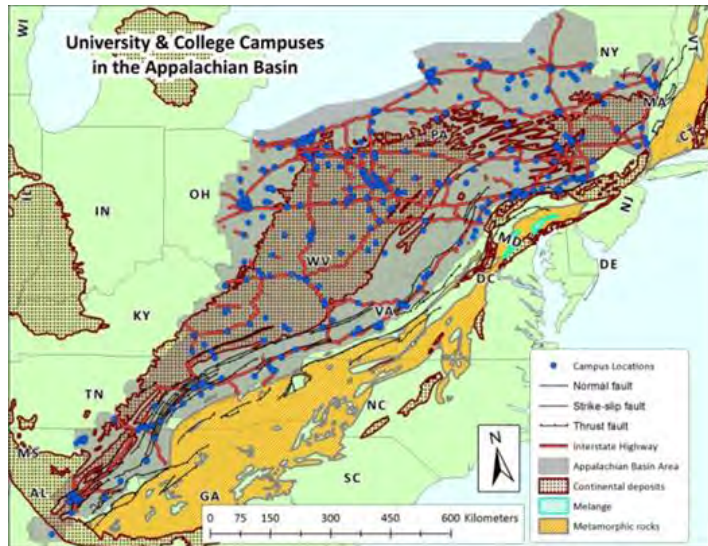 University & College Campuses
in the Appalachian Basin
WI
NY
VT
MA
CT
PA
OH
IN
IL
NJ
MD
DE
DC
WV
VA
KY
TN
NC
MS
AL
GA
SC
N
Campus Locations
Normal fault
Strike-slip fault
Thrust fault
Interstate Highway
Appalachian Basin Area
Continental deposits
Melange
Metamorphic rocks
0 75 150 300 450 600 Kilometers